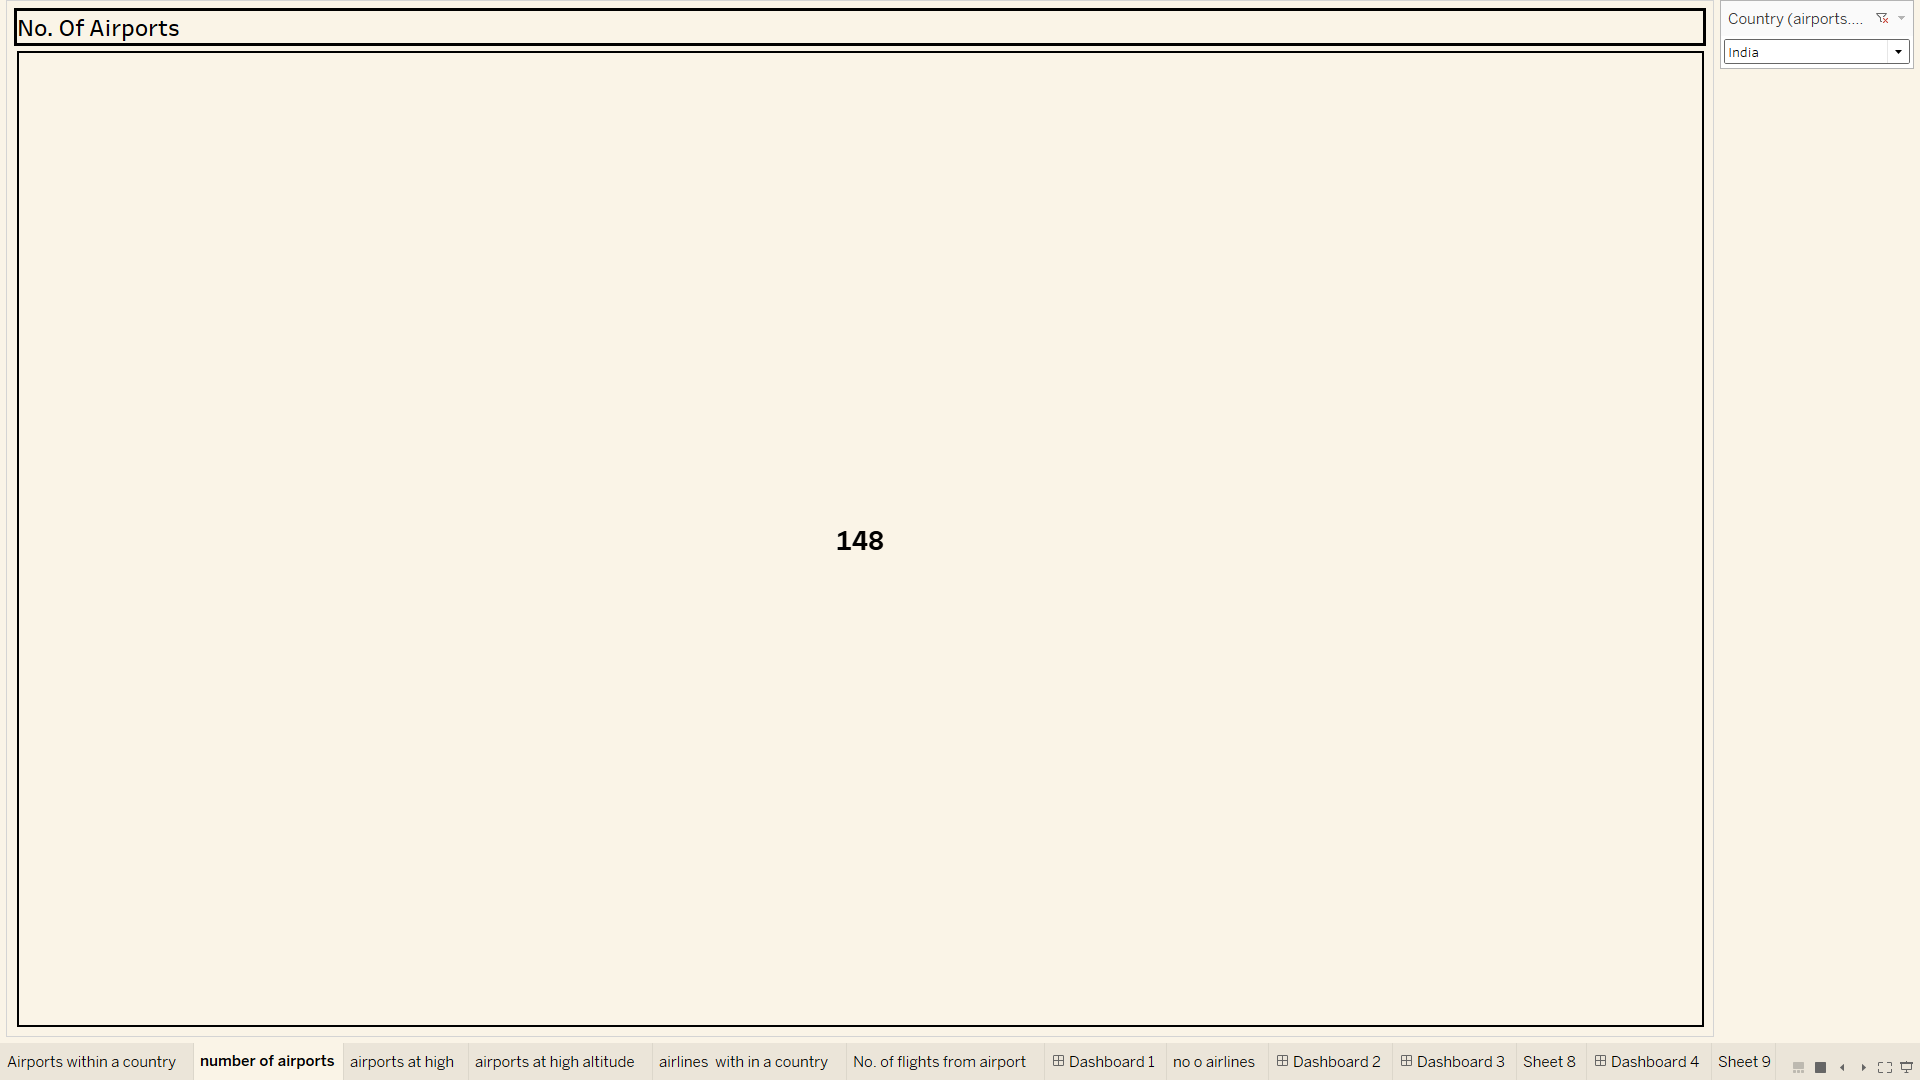 No. Of Airports
Country (airports....
India
148
Airports within a country
number of airports
airports at high
airports at high altitude
airlines  with in a country
No. of flights from airport
Dashboard 1
no o airlines
Dashboard 2
Dashboard 3
Sheet 8
Dashboard 4
Sheet 9